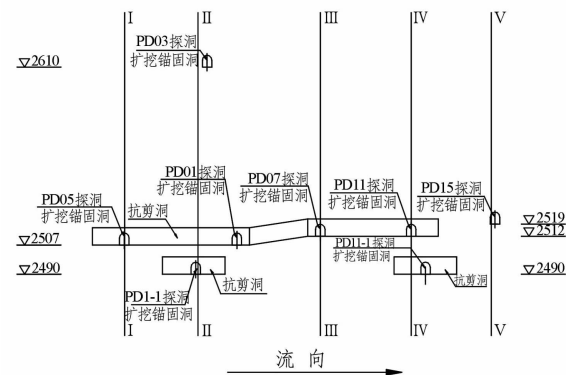 I II III IV V
PD03探洞
扩挖锚固洞
▽2610
PD01探洞
扩挖锚固洞
PD07探洞
扩挖锚固洞
PD11探洞
扩挖锚固洞
PD15探洞
扩挖锚固洞
PD05探洞
扩挖锚固洞
抗剪洞
▽2519
▽2512
▽2507
PD11-1探洞
扩挖锚固洞
▽2490
抗剪洞
抗剪洞
▽2490
PD1-1探洞
扩挖锚固洞
I II III IV V
流向